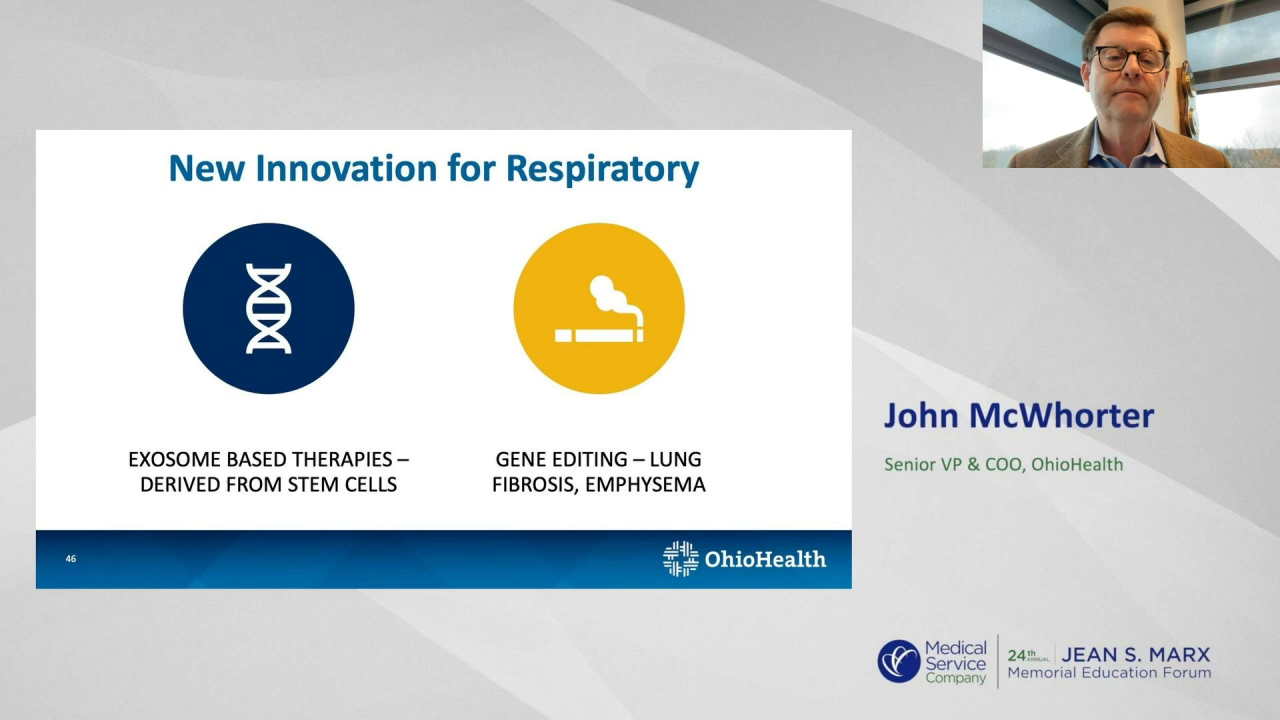 New Innovation for Respiratory
EXOSOME BASED THERAPIES –
DERIVED FROM STEM CELLS
GENE EDITING – LUNG
FIBROSIS, EMPHYSEMA
46
OhioHealth
John McWhorter
Senior VP & COO, OhioHealth
Medical
Service
Company
24th ANNUAL
JEAN S. MARX
Memorial Education Forum